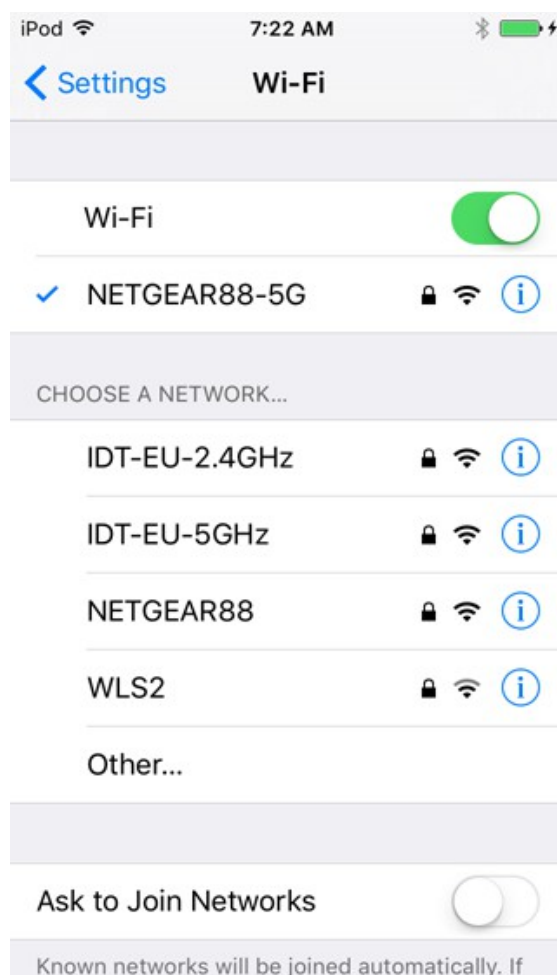 iPod 7:22 AM
Settings Wi-Fi
Wi-Fi
NETGEAR88-5G
CHOOSE A NETWORK...
IDT-EU-2.4GHz
IDT-EU-5GHz
NETGEAR88
WLS2
Other...
Ask to Join Networks
Known networks will be joined automatically. If